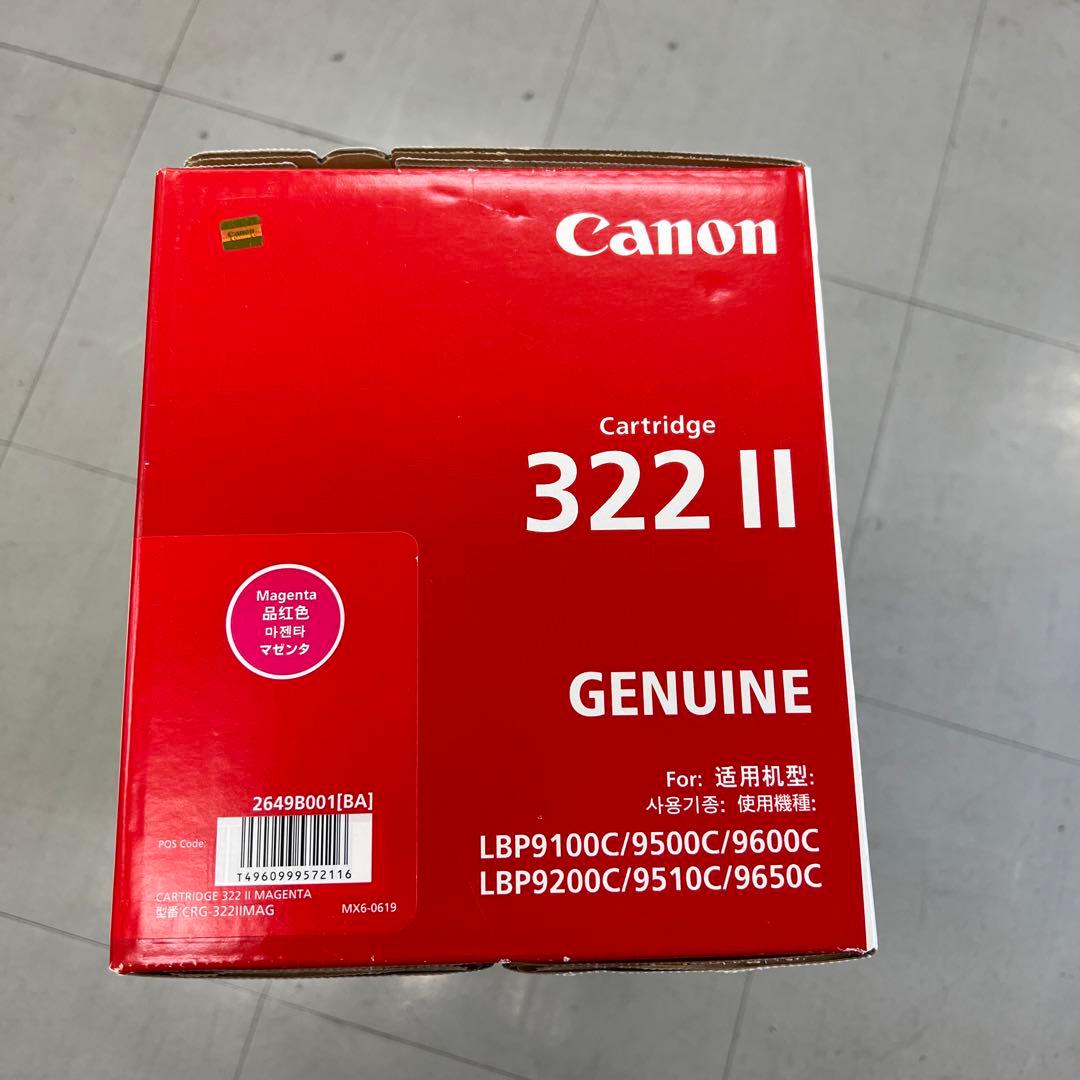 Canon
Canon
Cartridge
322 II
Magenta
品红色
마젠타
マゼンタ
GENUINE
For: 适用机型:
사용기종: 使用機種:
LBP9100C/9500C/9600C
LBP9200C/9510C/9650C
2649B001[BA]
POS Code:
T4960999572116
CARTRIDGE 322 II MAGENTA
型番 CRG-322IIMAG
MX6-0619